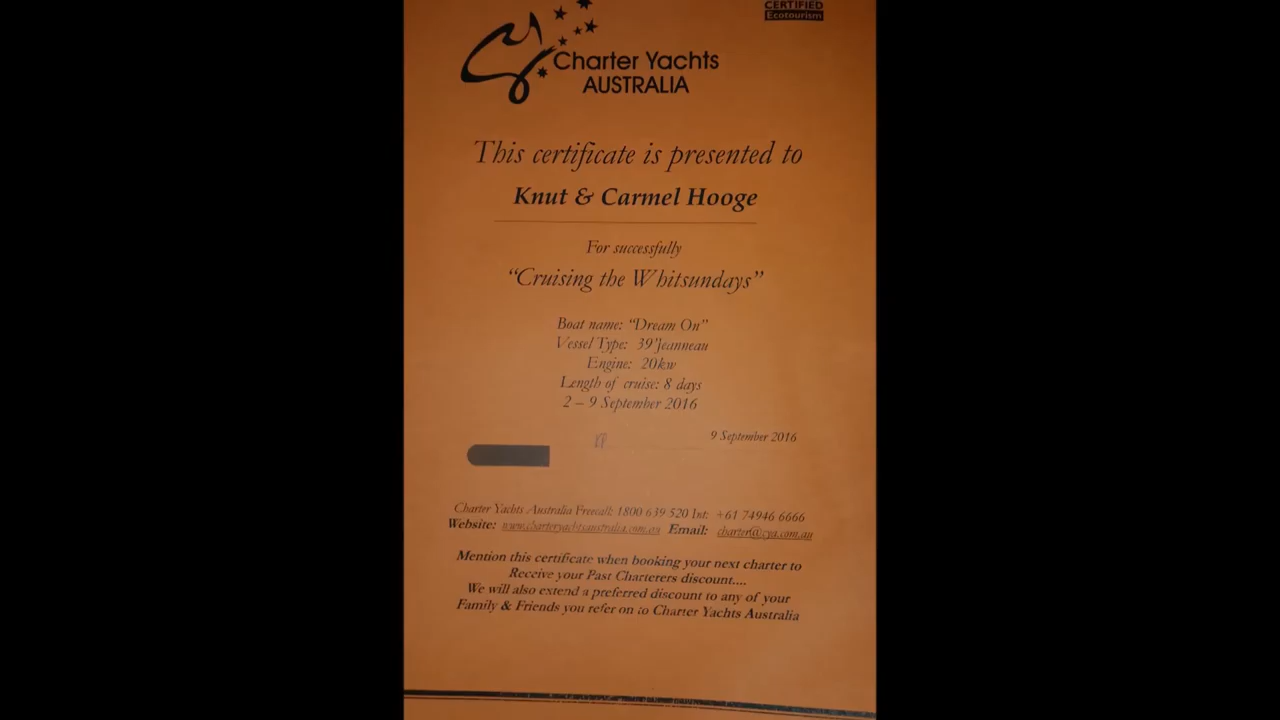 CERTIFIED
Ecotourism
Charter Yachts
AUSTRALIA
This certificate is presented to
Knut & Carmel Hooge
For successfully
"Cruising the Whitsundays"
Boat name: "Dream On"
Vessel Type: 39'Jeanneau
Engine: 20kw
Length of cruise: 8 days
2 – 9 September 2016
9 September 2016
Charter Yachts Australia Freecall: 1800 639 520 Int: +61 74946 6666
Website: www.charteryachtsaustralia.com.au Email: charter@cya.com.au
Mention this certificate when booking your next charter to
Receive your Past Charterers discount....
We will also extend a preferred discount to any of your
Family & Friends you refer on to Charter Yachts Australia